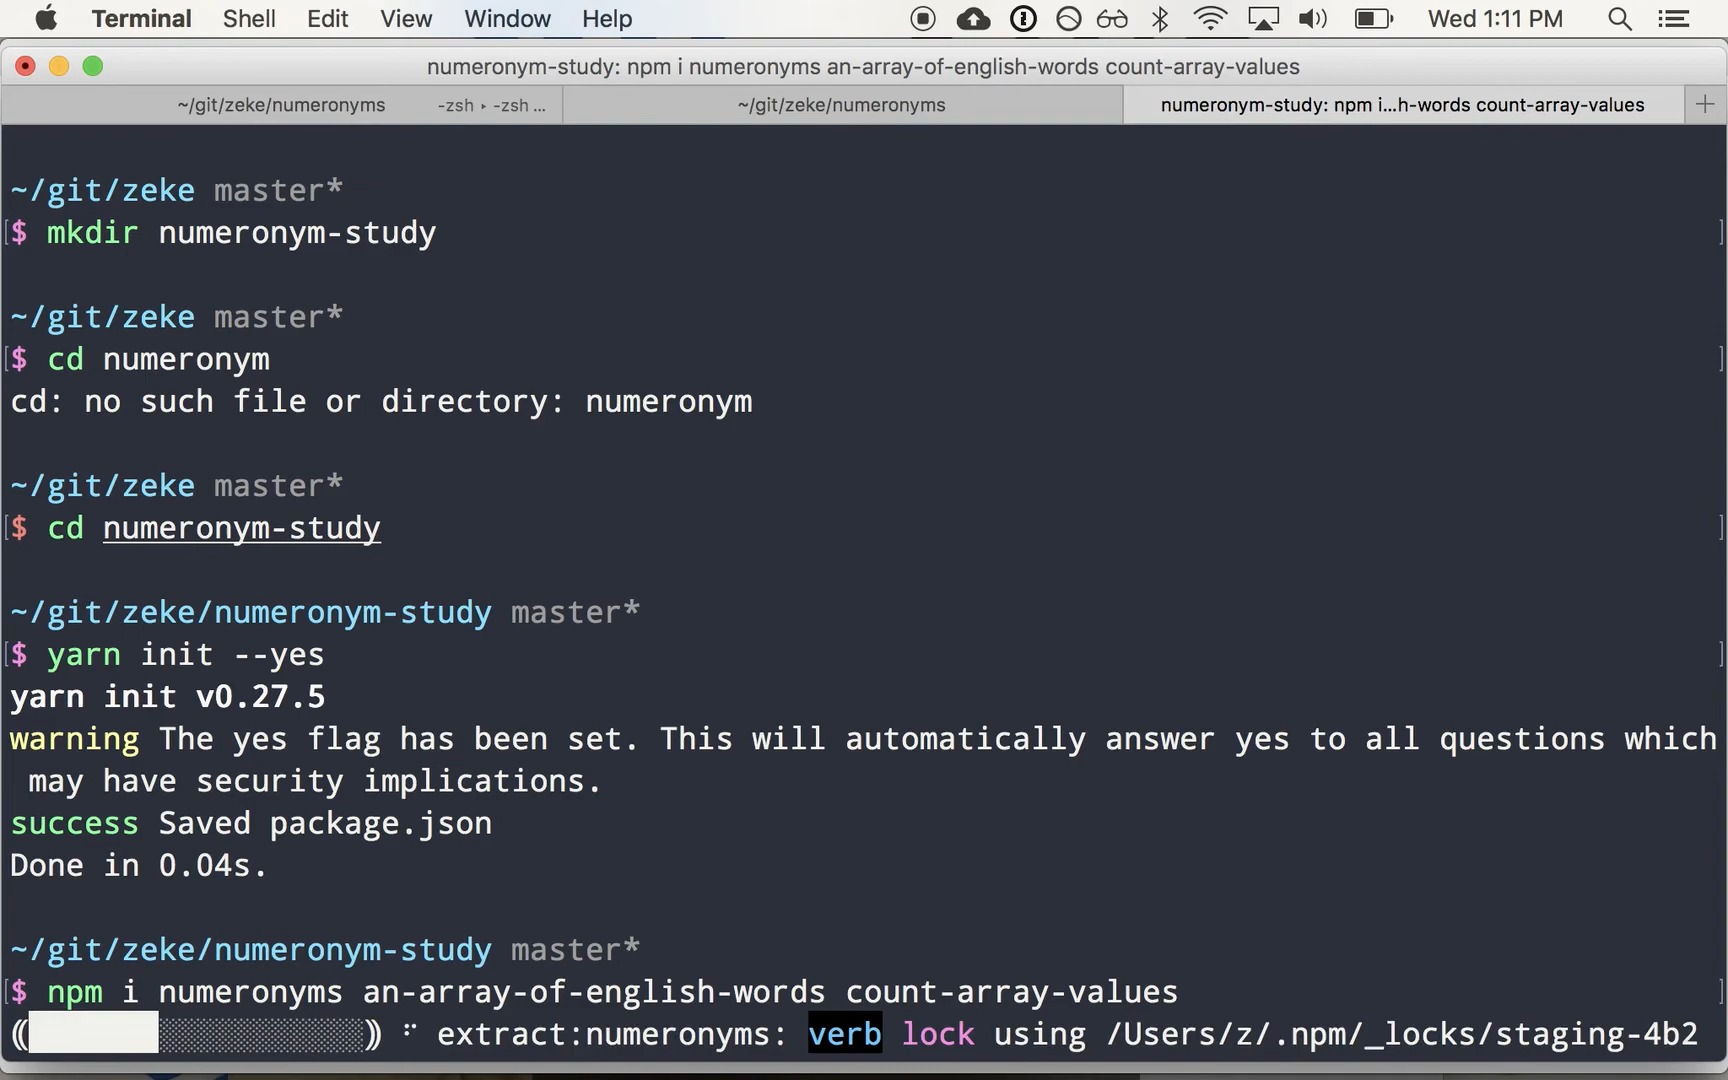 Terminal Shell Edit View Window Help Wed 1:11 PM
numeronym-study: npm i numeronyms an-array-of-english-words count-array-values
~/git/zeke/numeronyms -zsh ▸ -zsh ... ~/git/zeke/numeronyms numeronym-study: npm i...h-words count-array-values +
~/git/zeke master*
[$ mkdir numeronym-study ]
~/git/zeke master*
[$ cd numeronym ]
cd: no such file or directory: numeronym
~/git/zeke master*
[$ cd numeronym-study ]
~/git/zeke/numeronym-study master*
[$ yarn init --yes ]
yarn init v0.27.5
warning The yes flag has been set. This will automatically answer yes to all questions which
may have security implications.
success Saved package.json
Done in 0.04s.
~/git/zeke/numeronym-study master*
[$ npm i numeronyms an-array-of-english-words count-array-values ]
(( ░░░░░░░░░░░)) ⠋ extract:numeronyms: verb lock using /Users/z/.npm/_locks/staging-4b2